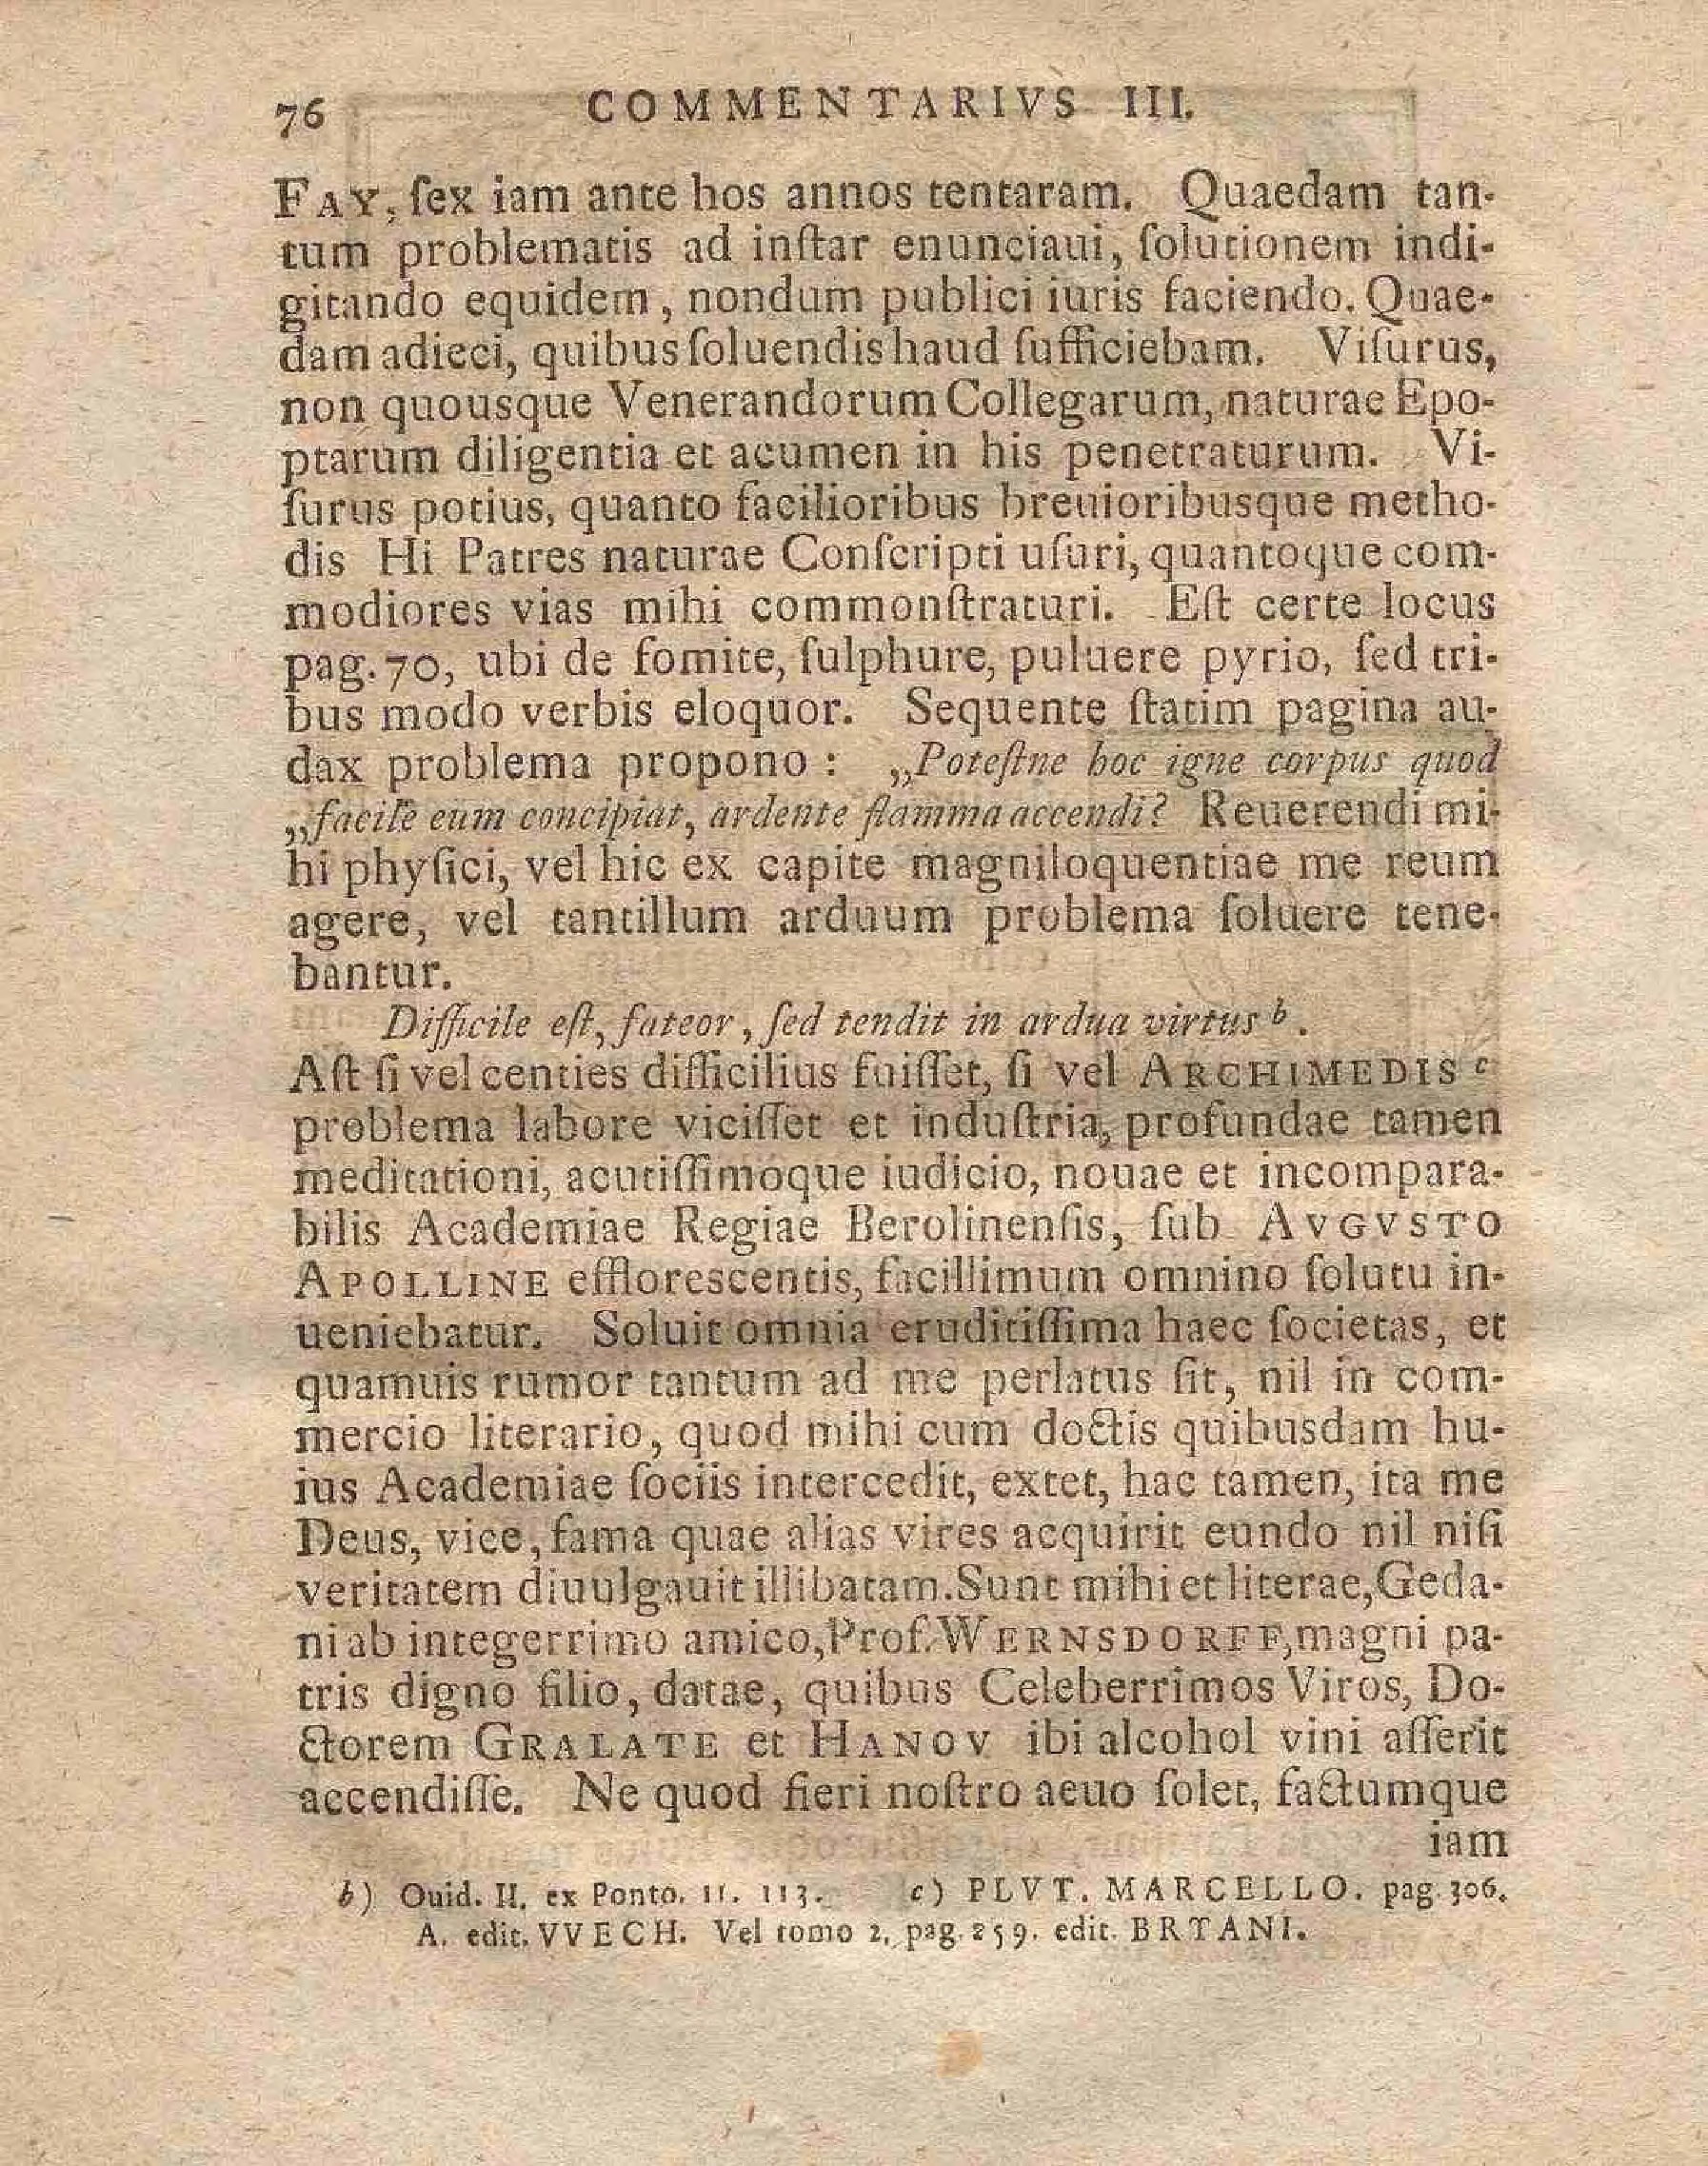 76 COMMENTARIVS III.
FAY, ſex iam ante hos annos tentaram. Quaedam tan-
tum problematis ad inſtar enunciaui, ſolutionem indi-
gitando equidem, nondum publici iuris faciendo. Quae-
dam adieci, quibus ſoluendis haud ſufficiebam. Viſurus,
non quousque Venerandorum Collegarum, naturae Epo-
ptarum diligentia et acumen in his penetraturum. Vi-
ſurus potius, quanto facilioribus breuioribusque metho-
dis Hi Patres naturae Conſcripti uſuri, quantoque com-
modiores vias mihi commonſtraturi. Eſt certe locus
pag. 70, ubi de fomite, ſulphure, puluere pyrio, ſed tri-
bus modo verbis eloquor. Sequente ſtatim pagina au-
dax problema propono : „Poteſtne hoc igne corpus quod
„facile eum concipiat, ardente flamma accendi? Reuerendi mi-
hi phyſici, vel hic ex capite magniloquentiae me reum
agere, vel tantillum arduum problema ſoluere tene-
bantur.
Difficile eſt, fateor, ſed tendit in ardua virtus b.
Aſt ſi vel centies difficilius fuiſſet, ſi vel ARCHIMEDIS c
problema labore viciſſet et induſtria, profundae tamen
meditationi, acutiſſimoque iudicio, nouae et incompara-
bilis Academiae Regiae Berolinenſis, ſub AVGVSTO
APOLLINE efflorescentis, facillimum omnino ſolutu in-
ueniebatur. Soluit omnia eruditiſſima haec ſocietas, et
quamuis rumor tantum ad me perlatus ſit, nil in com-
mercio literario, quod mihi cum doctis quibusdam hu-
ius Academiae ſociis intercedit, extet, hac tamen, ita me
Deus, vice, fama quae alias vires acquirit eundo nil niſi
veritatem diuulgauit illibatam. Sunt mihi et literae, Geda-
ni ab integerrimo amico, Prof. WERNSDORFF, magni pa-
tris digno filio, datae, quibus Celeberrimos Viros, Do-
ctorem GRALATE et HANOV ibi alcohol vini aſſerit
accendiſſe. Ne quod fieri noſtro aeuo ſolet, factumque
iam
b) Ouid. II. ex Ponto. II. 113. c) PLVT. MARCELLO. pag. 306.
A. edit. VVECH. Vel tomo 2, pag. 259. edit. BRTANI.